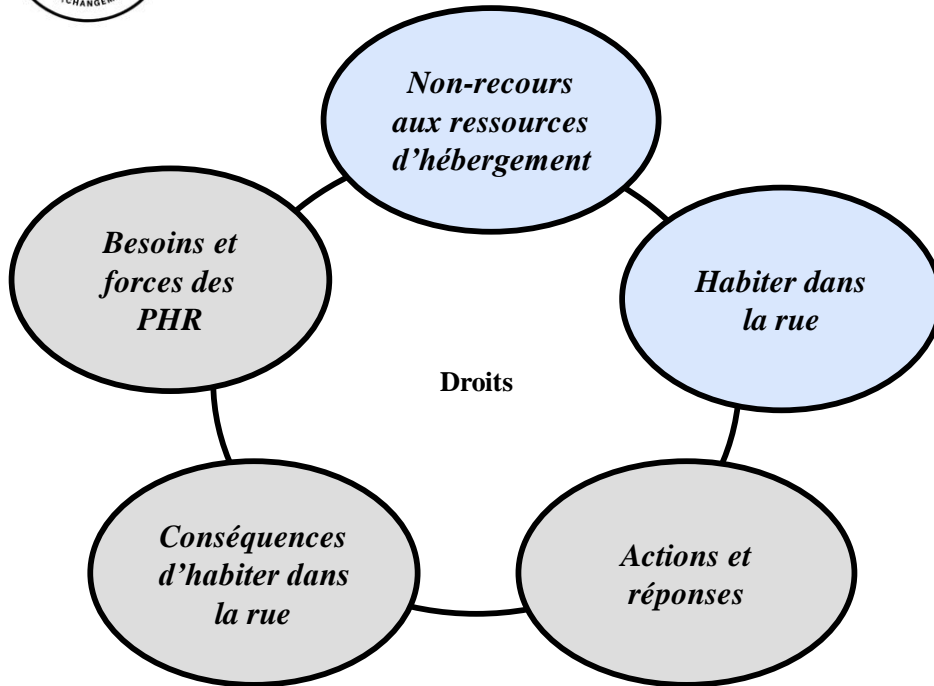 Non-recours
aux ressources
d’hébergement
Habiter dans
la rue
Actions et
réponses
Conséquences
d’habiter dans
la rue
Besoins et
forces des
PHR
Droits